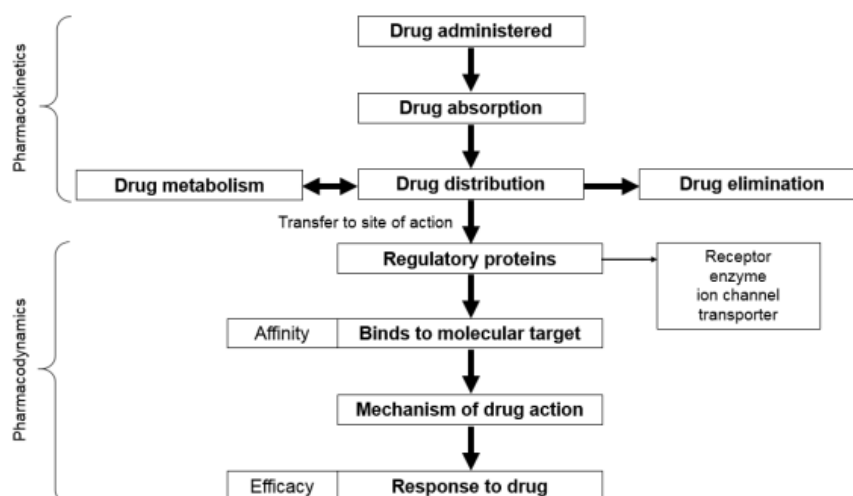 Drug administered
Pharmacokinetics
Drug absorption
Drug metabolism
Drug distribution
Drug elimination
Transfer to site of action
Pharmacodynamics
Regulatory proteins
Receptor
enzyme
ion channel
transporter
Affinity
Binds to molecular target
Mechanism of drug action
Efficacy
Response to drug